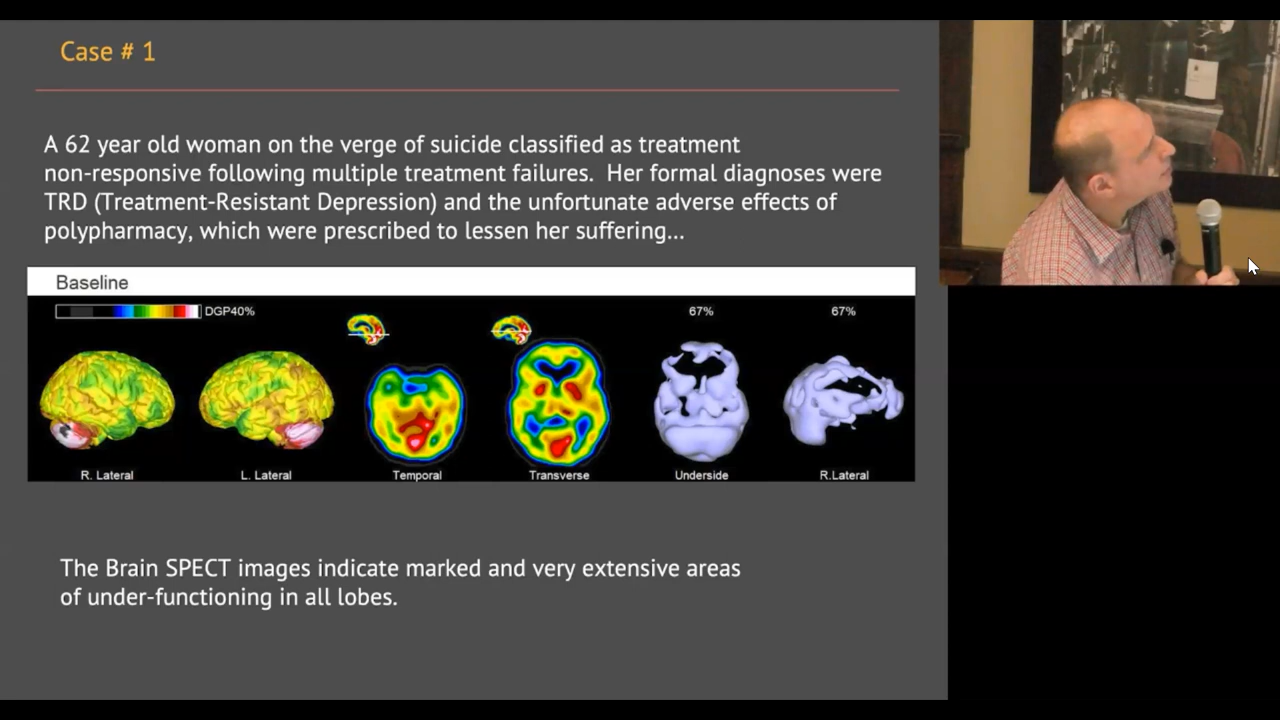 Case # 1
A 62 year old woman on the verge of suicide classified as treatment
non-responsive following multiple treatment failures.  Her formal diagnoses were
TRD (Treatment-Resistant Depression) and the unfortunate adverse effects of
polypharmacy, which were prescribed to lessen her suffering...
Baseline
DGP40%
67%
67%
R. Lateral
L. Lateral
Temporal
Transverse
Underside
R.Lateral
The Brain SPECT images indicate marked and very extensive areas
of under-functioning in all lobes.